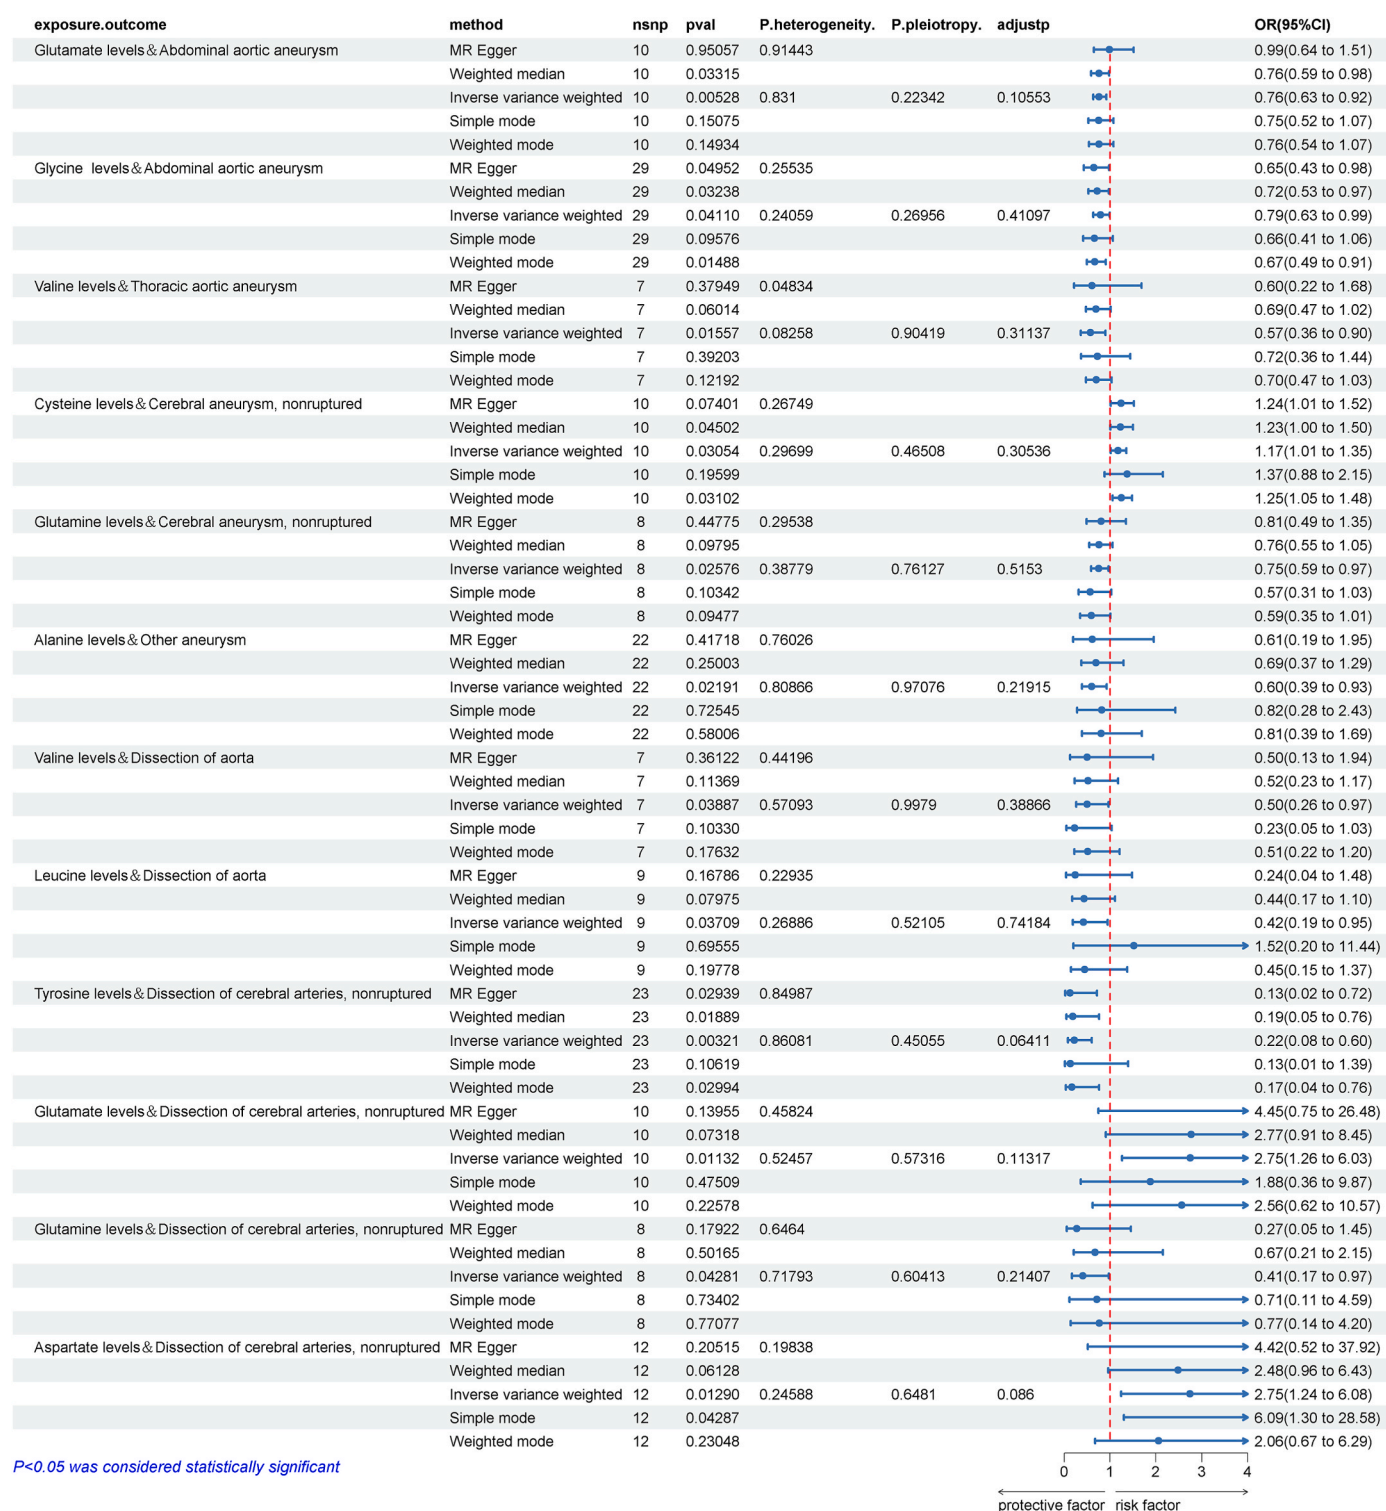 exposure.outcome method nsnp pval P.heterogeneity. P.pleiotropy. adjustp OR(95%CI)
Glutamate levels&Abdominal aortic aneurysm MR Egger 10 0.95057 0.91443 0.99(0.64 to 1.51)
Weighted median 10 0.03315 0.76(0.59 to 0.98)
Inverse variance weighted 10 0.00528 0.831 0.22342 0.10553 0.76(0.63 to 0.92)
Simple mode 10 0.15075 0.75(0.52 to 1.07)
Weighted mode 10 0.14934 0.76(0.54 to 1.07)
Glycine levels&Abdominal aortic aneurysm MR Egger 29 0.04952 0.25535 0.65(0.43 to 0.98)
Weighted median 29 0.03238 0.72(0.53 to 0.97)
Inverse variance weighted 29 0.04110 0.24059 0.26956 0.41097 0.79(0.63 to 0.99)
Simple mode 29 0.09576 0.66(0.41 to 1.06)
Weighted mode 29 0.01488 0.67(0.49 to 0.91)
Valine levels&Thoracic aortic aneurysm MR Egger 7 0.37949 0.04834 0.60(0.22 to 1.68)
Weighted median 7 0.06014 0.69(0.47 to 1.02)
Inverse variance weighted 7 0.01557 0.08258 0.90419 0.31137 0.57(0.36 to 0.90)
Simple mode 7 0.39203 0.72(0.36 to 1.44)
Weighted mode 7 0.12192 0.70(0.47 to 1.03)
Cysteine levels&Cerebral aneurysm, nonruptured MR Egger 10 0.07401 0.26749 1.24(1.01 to 1.52)
Weighted median 10 0.04502 1.23(1.00 to 1.50)
Inverse variance weighted 10 0.03054 0.29699 0.46508 0.30536 1.17(1.01 to 1.35)
Simple mode 10 0.19599 1.37(0.88 to 2.15)
Weighted mode 10 0.03102 1.25(1.05 to 1.48)
Glutamine levels&Cerebral aneurysm, nonruptured MR Egger 8 0.44775 0.29538 0.81(0.49 to 1.35)
Weighted median 8 0.09795 0.76(0.55 to 1.05)
Inverse variance weighted 8 0.02576 0.38779 0.76127 0.5153 0.75(0.59 to 0.97)
Simple mode 8 0.10342 0.57(0.31 to 1.03)
Weighted mode 8 0.09477 0.59(0.35 to 1.01)
Alanine levels&Other aneurysm MR Egger 22 0.41718 0.76026 0.61(0.19 to 1.95)
Weighted median 22 0.25003 0.69(0.37 to 1.29)
Inverse variance weighted 22 0.02191 0.80866 0.97076 0.21915 0.60(0.39 to 0.93)
Simple mode 22 0.72545 0.82(0.28 to 2.43)
Weighted mode 22 0.58006 0.81(0.39 to 1.69)
Valine levels&Dissection of aorta MR Egger 7 0.36122 0.44196 0.50(0.13 to 1.94)
Weighted median 7 0.11369 0.52(0.23 to 1.17)
Inverse variance weighted 7 0.03887 0.57093 0.9979 0.38866 0.50(0.26 to 0.97)
Simple mode 7 0.10330 0.23(0.05 to 1.03)
Weighted mode 7 0.17632 0.51(0.22 to 1.20)
Leucine levels&Dissection of aorta MR Egger 9 0.16786 0.22935 0.24(0.04 to 1.48)
Weighted median 9 0.07975 0.44(0.17 to 1.10)
Inverse variance weighted 9 0.03709 0.26886 0.52105 0.74184 0.42(0.19 to 0.95)
Simple mode 9 0.69555 1.52(0.20 to 11.44)
Weighted mode 9 0.19778 0.45(0.15 to 1.37)
Tyrosine levels&Dissection of cerebral arteries, nonruptured MR Egger 23 0.02939 0.84987 0.13(0.02 to 0.72)
Weighted median 23 0.01889 0.19(0.05 to 0.76)
Inverse variance weighted 23 0.00321 0.86081 0.45055 0.06411 0.22(0.08 to 0.60)
Simple mode 23 0.10619 0.13(0.01 to 1.39)
Weighted mode 23 0.02994 0.17(0.04 to 0.76)
Glutamate levels&Dissection of cerebral arteries, nonruptured MR Egger 10 0.13955 0.45824 4.45(0.75 to 26.48)
Weighted median 10 0.07318 2.77(0.91 to 8.45)
Inverse variance weighted 10 0.01132 0.52457 0.57316 0.11317 2.75(1.26 to 6.03)
Simple mode 10 0.47509 1.88(0.36 to 9.87)
Weighted mode 10 0.22578 2.56(0.62 to 10.57)
Glutamine levels&Dissection of cerebral arteries, nonruptured MR Egger 8 0.17922 0.6464 0.27(0.05 to 1.45)
Weighted median 8 0.50165 0.67(0.21 to 2.15)
Inverse variance weighted 8 0.04281 0.71793 0.60413 0.21407 0.41(0.17 to 0.97)
Simple mode 8 0.73402 0.71(0.11 to 4.59)
Weighted mode 8 0.77077 0.77(0.14 to 4.20)
Aspartate levels&Dissection of cerebral arteries, nonruptured MR Egger 12 0.20515 0.19838 4.42(0.52 to 37.92)
Weighted median 12 0.06128 2.48(0.96 to 6.43)
Inverse variance weighted 12 0.01290 0.24588 0.6481 0.086 2.75(1.24 to 6.08)
Simple mode 12 0.04287 6.09(1.30 to 28.58)
Weighted mode 12 0.23048 2.06(0.67 to 6.29)
P<0.05 was considered statistically significant
0 1 2 3 4
protective factor risk factor